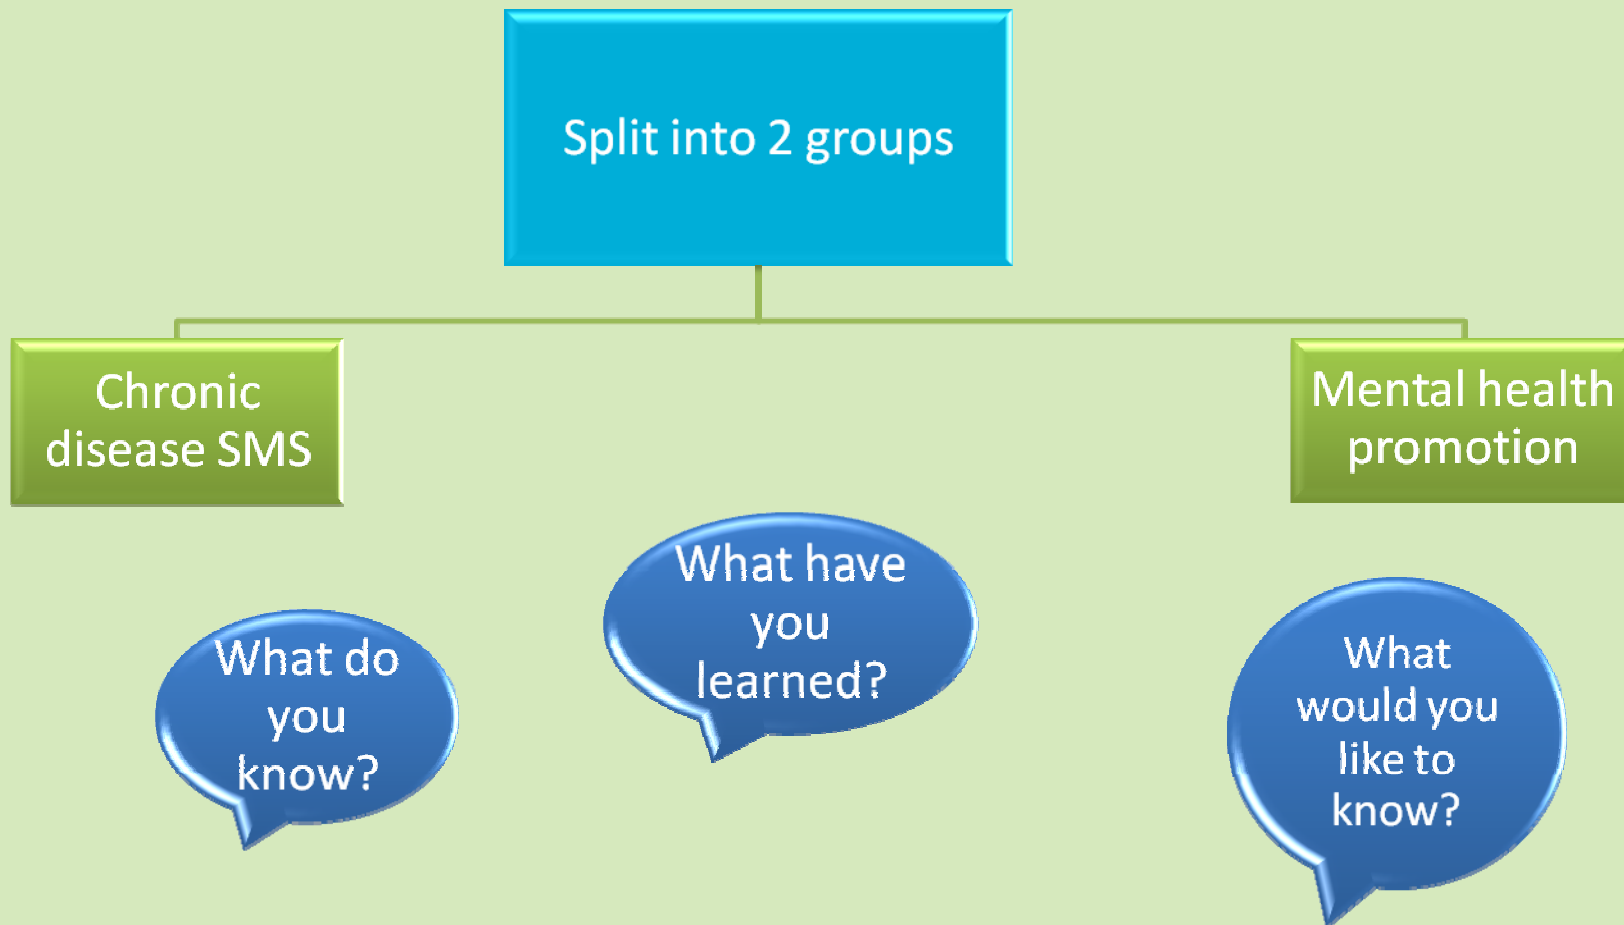 Split into 2 groups
Chronic
disease SMS
Mental health
promotion
What do
you
know?
What have
you
learned?
What
would you
like to
know?